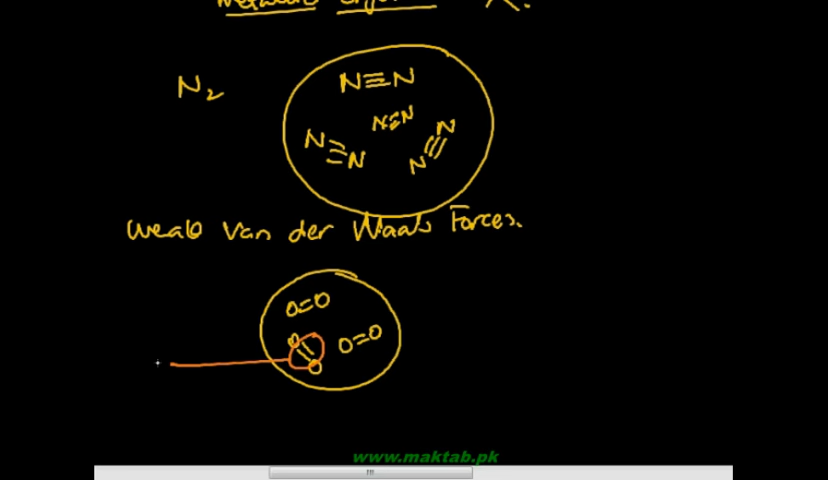 N₂
N≡N
N≡N
N≡N
N≡N
Weak Van der Waals Forces.
O=O
O=O
O=O
www.maktab.pk